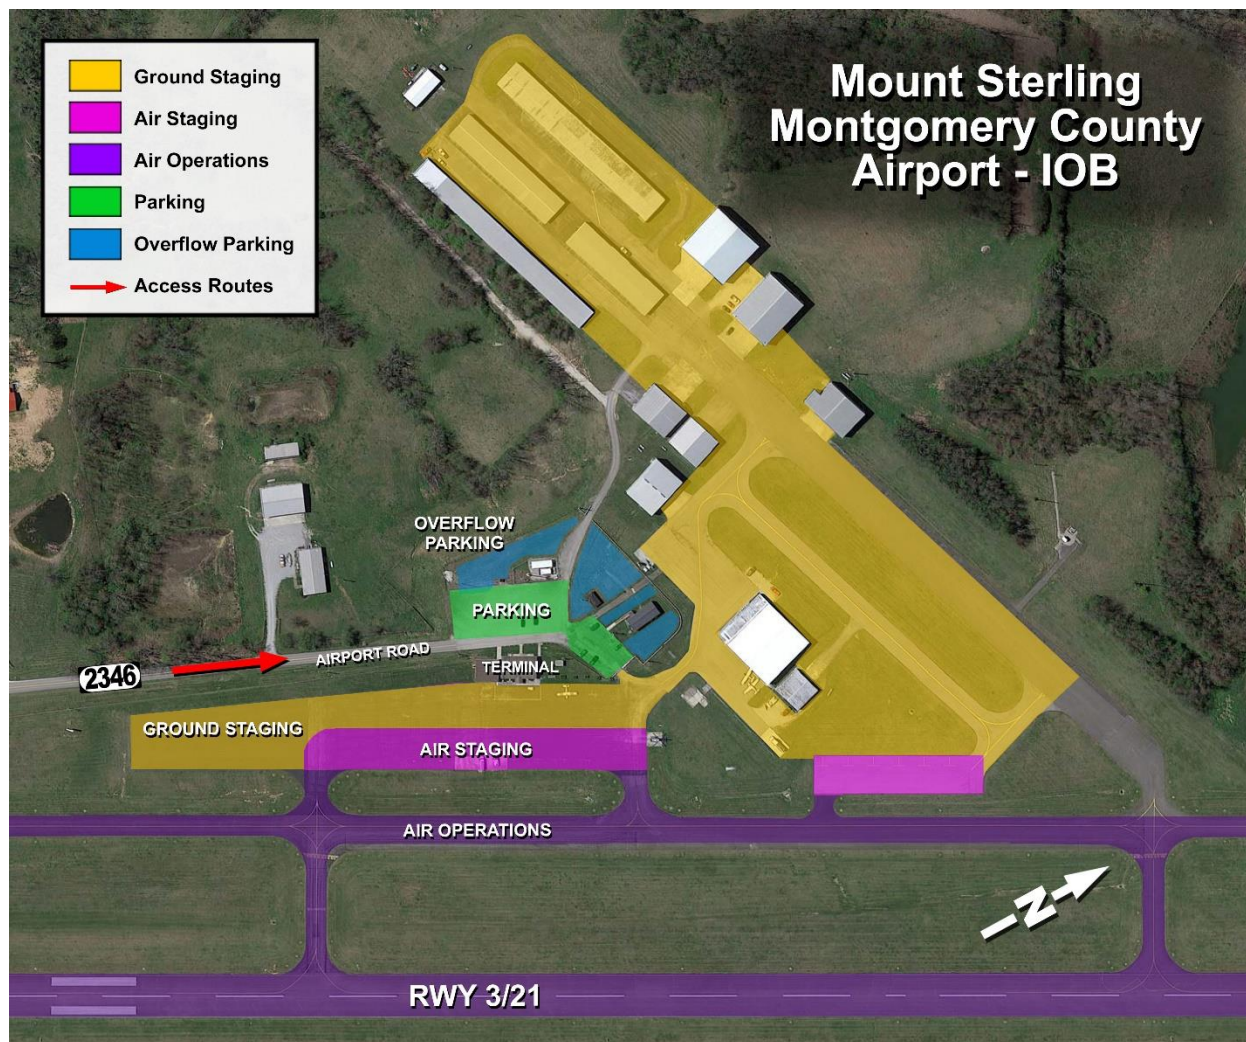 Ground Staging
Air Staging
Air Operations
Parking
Overflow Parking
Access Routes
Mount Sterling
Montgomery County
Airport - IOB
OVERFLOW
PARKING
PARKING
2346
AIRPORT ROAD
TERMINAL
GROUND STAGING
AIR STAGING
AIR OPERATIONS
N
RWY 3/21